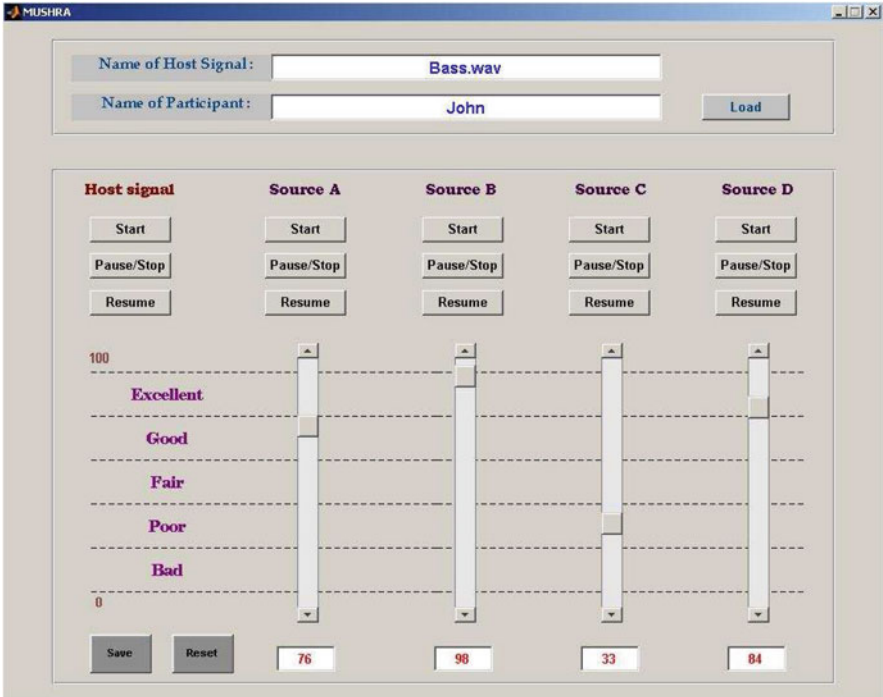 MUSHRA
Name of Host Signal: Bass.wav
Name of Participant: John Load
Host signal Source A Source B Source C Source D
Start Start Start Start Start
Pause/Stop Pause/Stop Pause/Stop Pause/Stop Pause/Stop
Resume Resume Resume Resume Resume
100
Excellent
Good
Fair
Poor
Bad
0
Save Reset 76 98 33 84